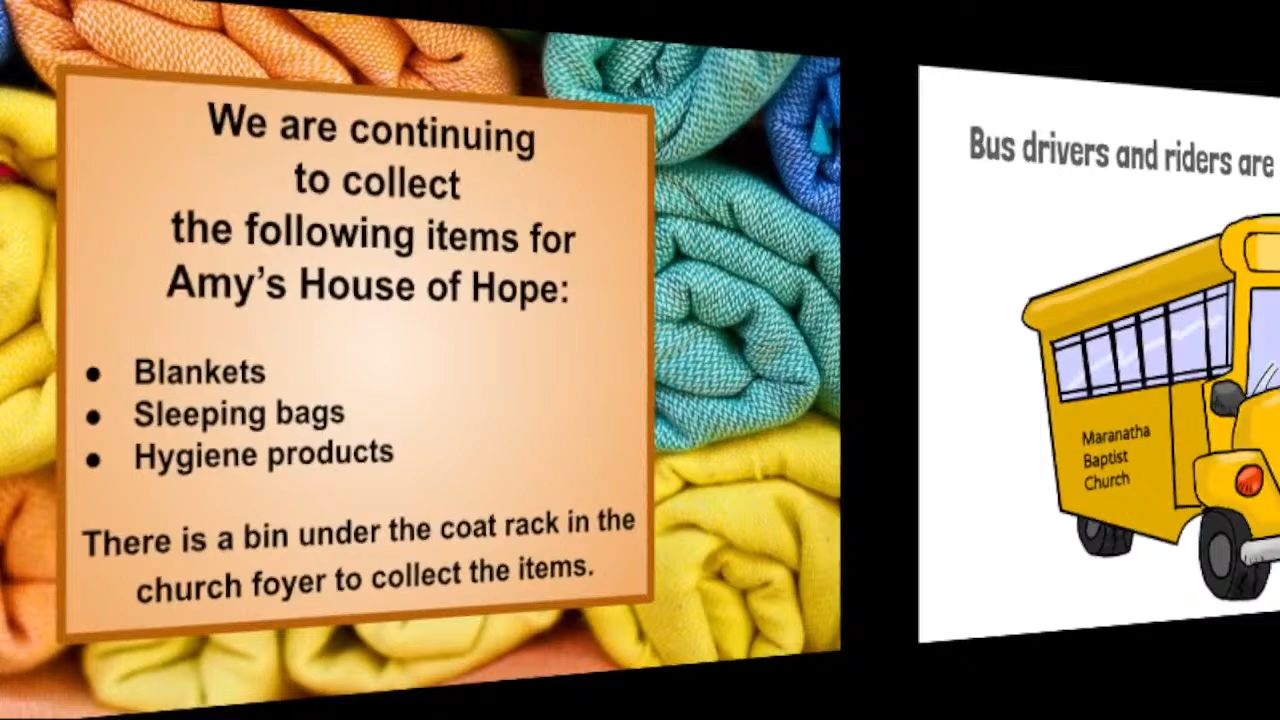 We are continuing
to collect
the following items for
Amy's House of Hope:
● Blankets
● Sleeping bags
● Hygiene products
There is a bin under the coat rack in the
church foyer to collect the items.
Bus drivers and riders are
Maranatha
Baptist
Church